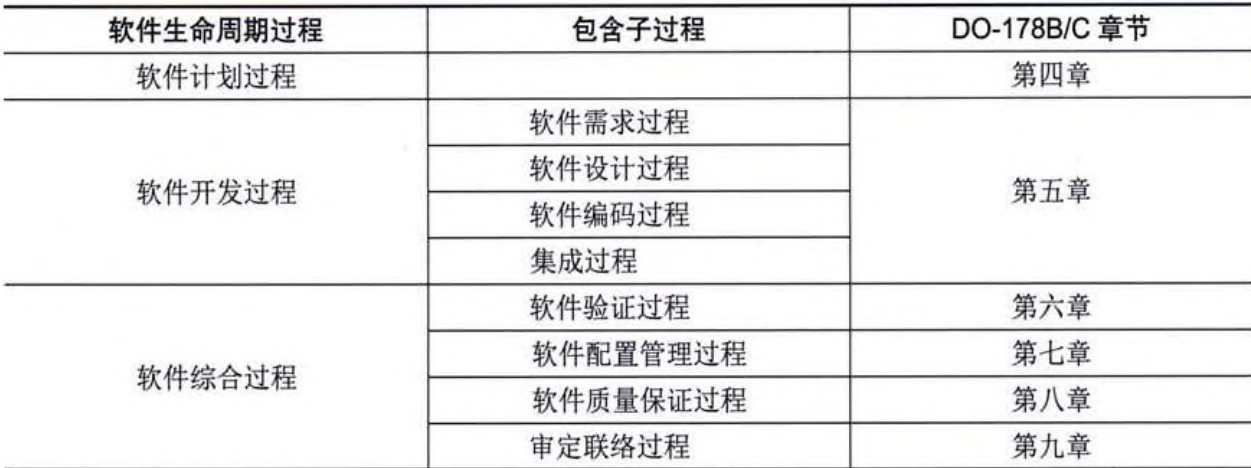 软件生命周期过程 包含子过程 DO-178B/C 章节
软件计划过程 第四章
软件需求过程
软件设计过程
软件开发过程 第五章
软件编码过程
集成过程
软件验证过程 第六章
软件配置管理过程 第七章
软件综合过程
软件质量保证过程 第八章
审定联络过程 第九章